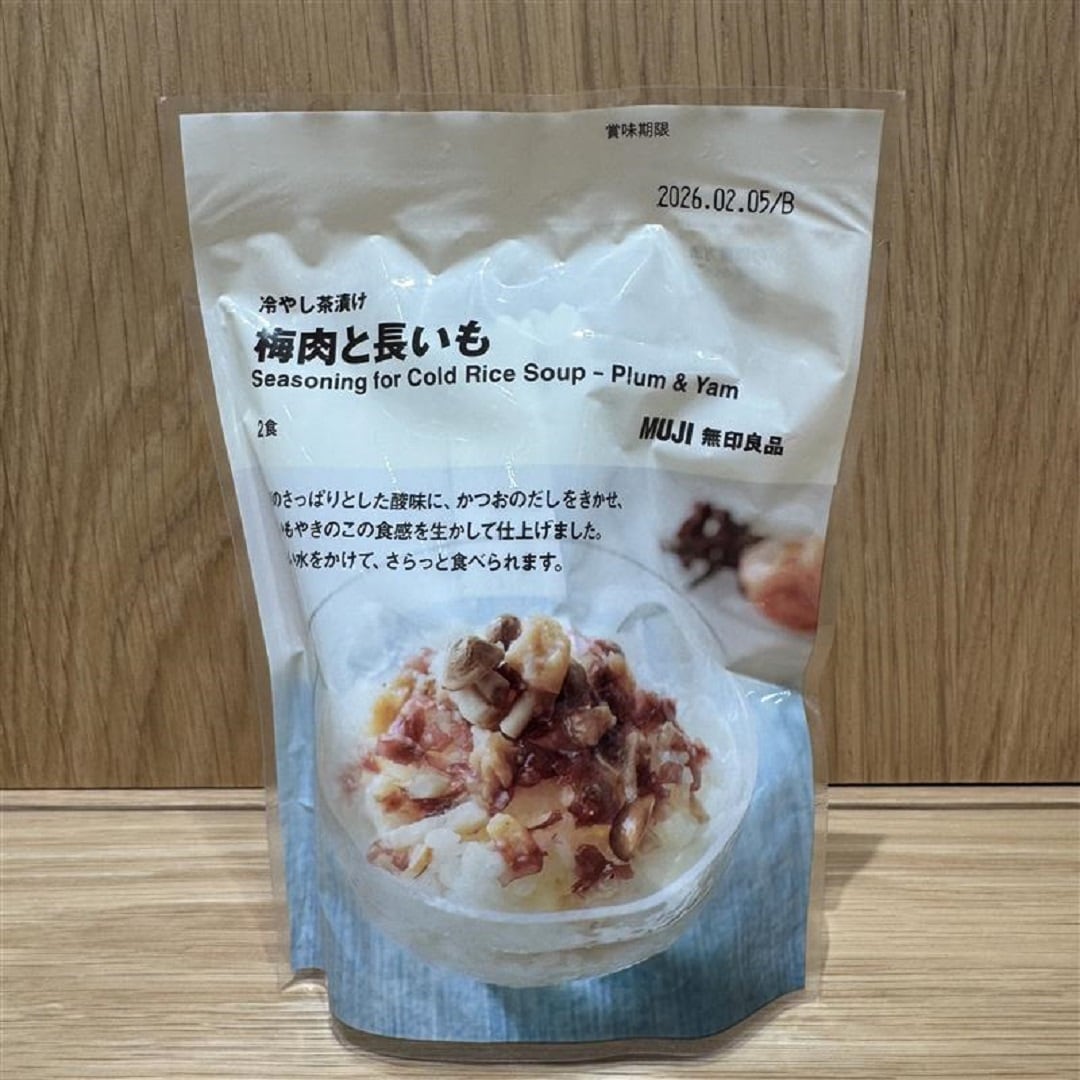 賞味期限
2026.02.05/B
冷やし茶漬け
梅肉と長いも
Seasoning for Cold Rice Soup – Plum & Yam
2食
MUJI 無印良品
のさっぱりとした酸味に、かつおのだしをきかせ、
もやきのこの食感を生かして仕上げました。
い水をかけて、さらっと食べられます。